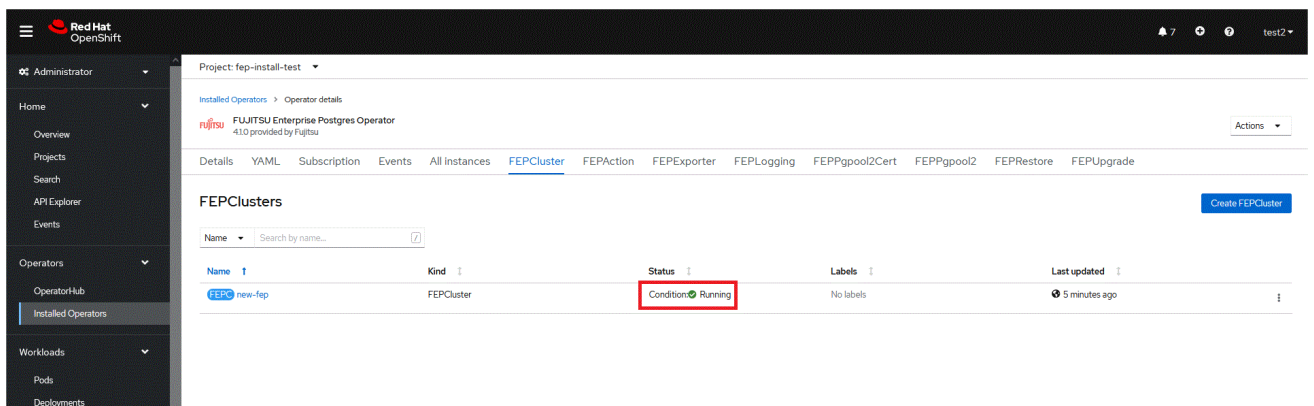 Red Hat
OpenShift
7
test2
Administrator
Home
Overview
Projects
Search
API Explorer
Events
Operators
OperatorHub
Installed Operators
Workloads
Pods
Deployments
Project: fep-install-test
Installed Operators > Operator details
FUJITSU
FUJITSU Enterprise Postgres Operator
4.1.0 provided by Fujitsu
Actions
Details YAML Subscription Events All instances FEPCluster FEPAction FEPExporter FEPLogging FEPPgpool2Cert FEPPgpool2 FEPRestore FEPUpgrade
FEPClusters
Create FEPCluster
Name Search by name... /
Name Kind Status Labels Last updated
FEPC new-fep FEPCluster Condition: Running No labels 5 minutes ago